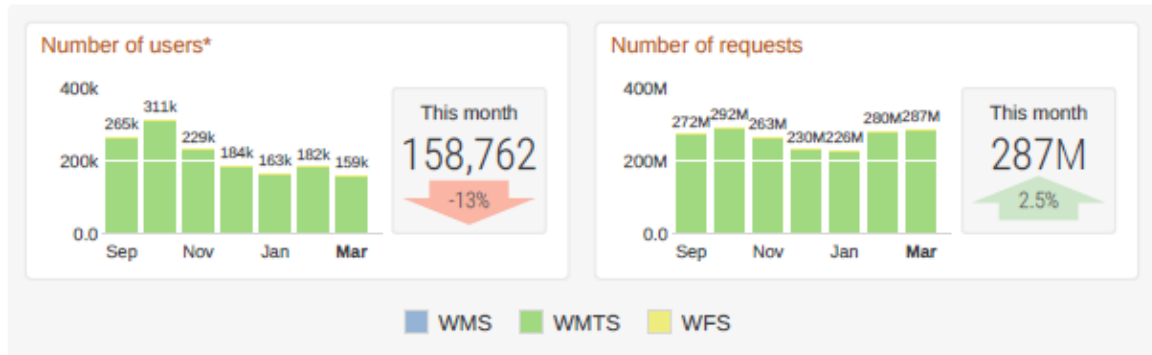 Number of users*
400k
311k
265k
229k
184k 163k 182k 159k
200k
0.0
Sep Nov Jan Mar
This month
158,762
-13%
Number of requests
400M
272M 292M 263M 230M 226M 280M 287M
200M
0.0
Sep Nov Jan Mar
This month
287M
2.5%
WMS WMTS WFS